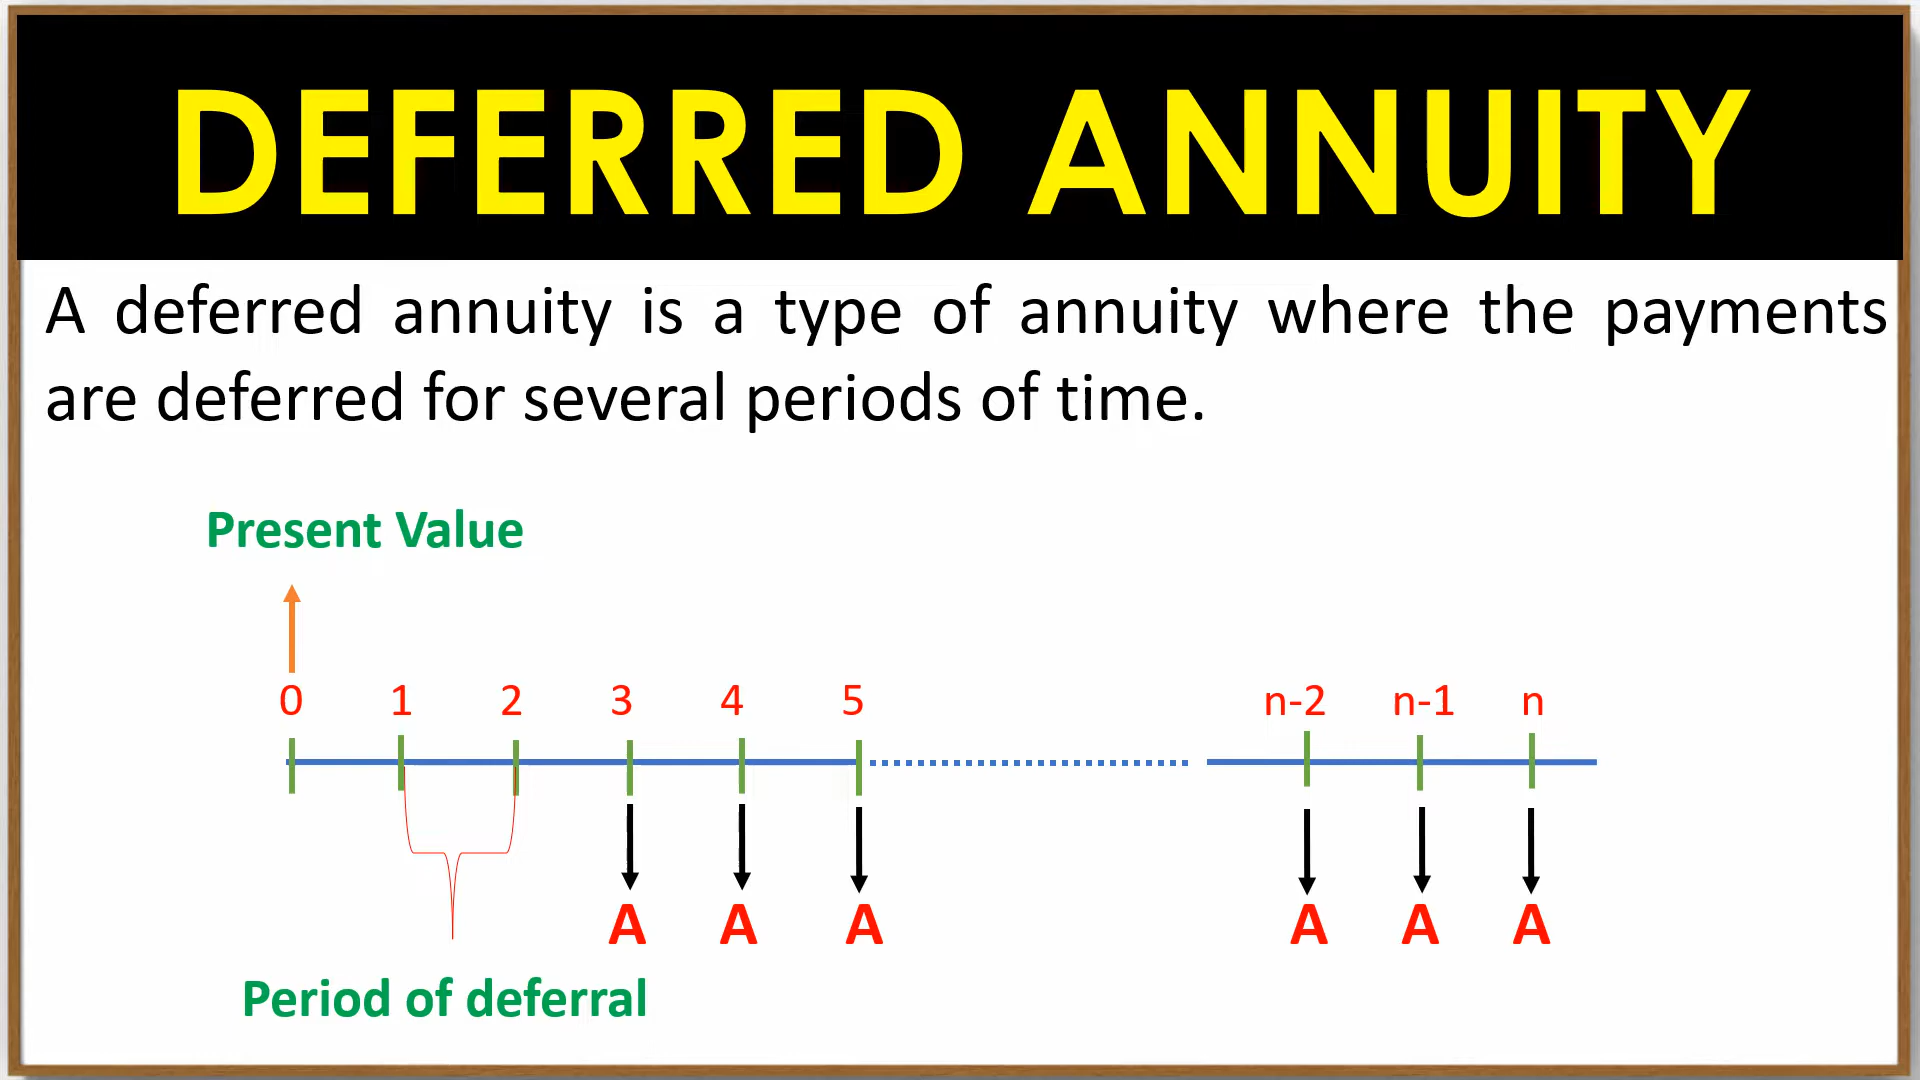 DEFERRED ANNUITY
A deferred annuity is a type of annuity where the payments
are deferred for several periods of time.
Present Value
0 1 2 3 4 5 n-2 n-1 n
A A A A A A
Period of deferral